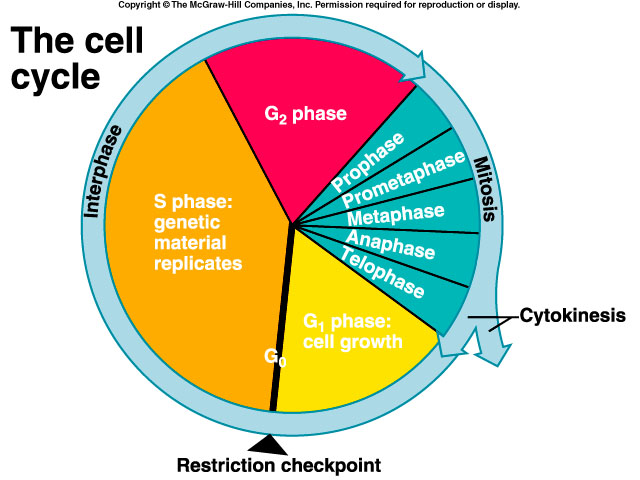 Copyright © The McGraw-Hill Companies, Inc. Permission required for reproduction or display.
The cell
cycle
Interphase
G₂ phase
S phase:
genetic
material
replicates
Prophase
Prometaphase
Metaphase
Anaphase
Telophase
Mitosis
Cytokinesis
G₁ phase:
cell growth
G₀
Restriction checkpoint